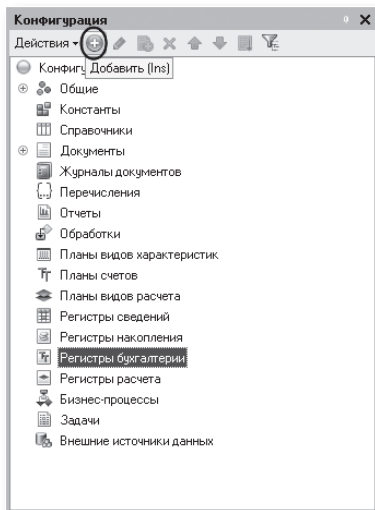 Конфигурация
Действия
Конфигу Добавить (Ins)
Общие
Константы
Справочники
Документы
Журналы документов
Перечисления
Отчеты
Обработки
Планы видов характеристик
Планы счетов
Планы видов расчета
Регистры сведений
Регистры накопления
Регистры бухгалтерии
Регистры расчета
Бизнес-процессы
Задачи
Внешние источники данных